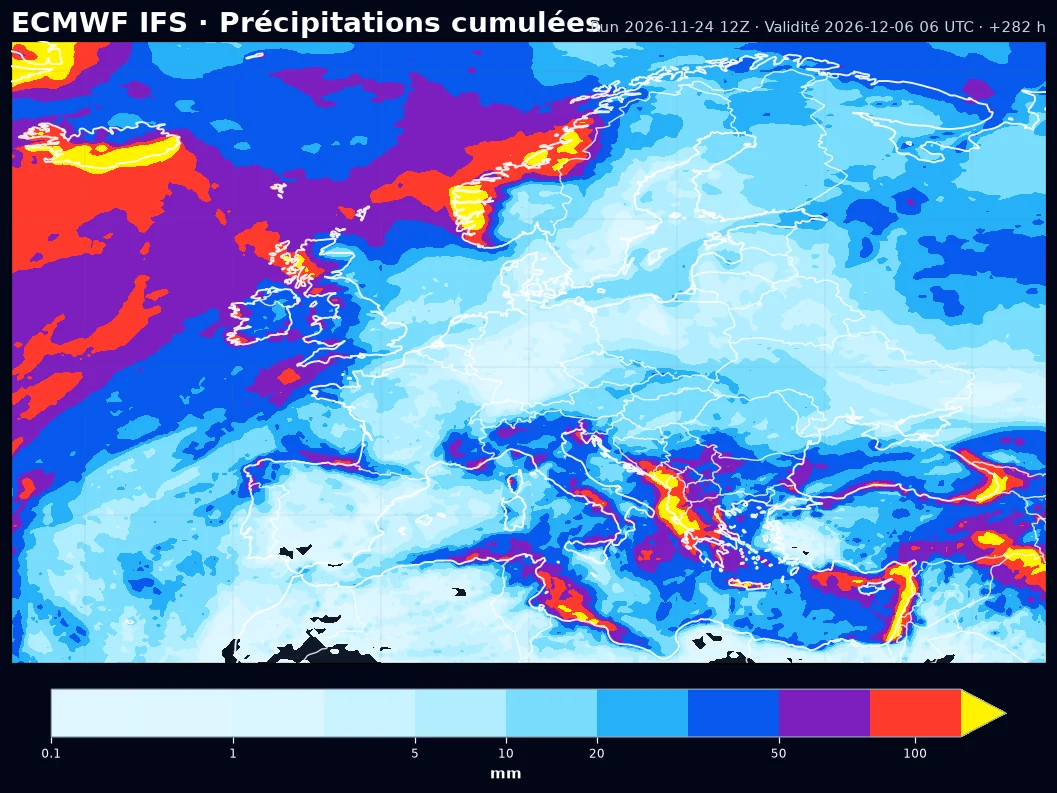 ECMWF IFS · Précipitations cumulées
Run 2026-11-24 12Z · Validité 2026-12-06 06 UTC · +282 h
0.1 1 5 10 20 50 100
mm